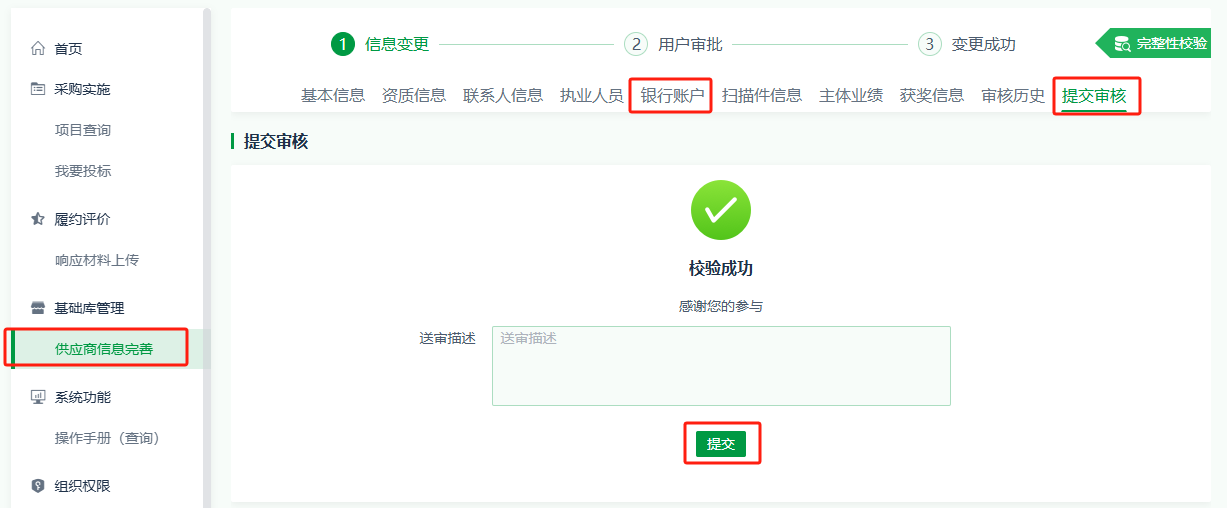 首页
采购实施
项目查询
我要投标
履约评价
响应材料上传
基础库管理
供应商信息完善
系统功能
操作手册（查询）
组织权限
1 信息变更 2 用户审批 3 变更成功
完整性校验
基本信息 资质信息 联系人信息 执业人员 银行账户 扫描件信息 主体业绩 获奖信息 审核历史 提交审核
提交审核
校验成功
感谢您的参与
送审描述 送审描述
提交